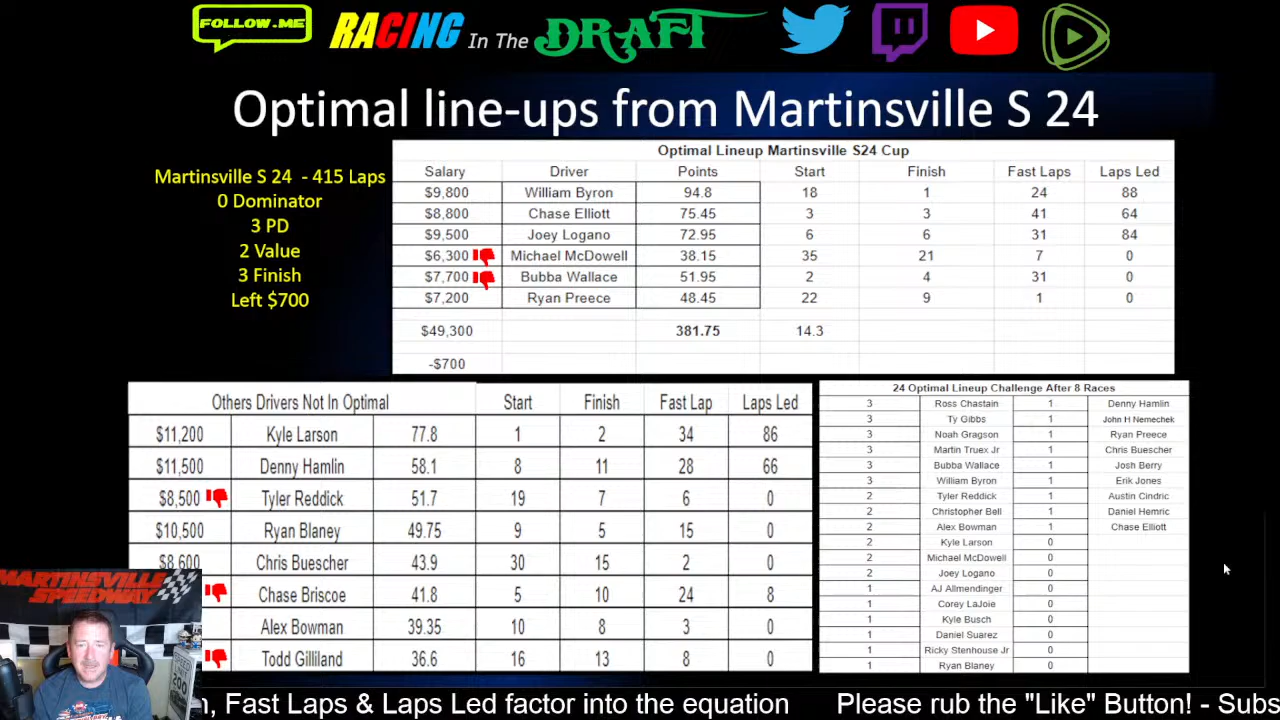 FOLLOW.ME
RACING In The DRAFT
Optimal line-ups from Martinsville S 24
Martinsville S 24 - 415 Laps
0 Dominator
3 PD
2 Value
3 Finish
Left $700
Optimal Lineup Martinsville S24 Cup
Salary Driver Points Start Finish Fast Laps Laps Led
$9,800 William Byron 94.8 18 1 24 88
$8,800 Chase Elliott 75.45 3 3 41 64
$9,500 Joey Logano 72.95 6 6 31 84
$6,300 Michael McDowell 38.15 35 21 7 0
$7,700 Bubba Wallace 51.95 2 4 31 0
$7,200 Ryan Preece 48.45 22 9 1 0
$49,300 381.75 14.3
-$700
Others Drivers Not In Optimal Start Finish Fast Lap Laps Led
$11,200 Kyle Larson 77.8 1 2 34 86
$11,500 Denny Hamlin 58.1 8 11 28 66
$8,500 Tyler Reddick 51.7 19 7 6 0
$10,500 Ryan Blaney 49.75 9 5 15 0
$8,600 Chris Buescher 43.9 30 15 2 0
Chase Briscoe 41.8 5 10 24 8
Alex Bowman 39.35 10 8 3 0
Todd Gilliland 36.6 16 13 8 0
24 Optimal Lineup Challenge After 8 Races
3 Ross Chastain 1 Denny Hamlin
3 Ty Gibbs 1 John H Nemechek
3 Noah Gragson 1 Ryan Preece
3 Martin Truex Jr 1 Chris Buescher
3 Bubba Wallace 1 Josh Berry
3 William Byron 1 Erik Jones
2 Tyler Reddick 1 Austin Cindric
2 Christopher Bell 1 Daniel Hemric
2 Alex Bowman 1 Chase Elliott
2 Kyle Larson 0
2 Michael McDowell 0
2 Joey Logano 0
1 AJ Allmendinger 0
1 Corey LaJoie 0
1 Kyle Busch 0
1 Daniel Suarez 0
1 Ricky Stenhouse Jr 0
1 Ryan Blaney 0
MARTINSVILLE
SPEEDWAY
200
n, Fast Laps & Laps Led factor into the equation Please rub the "Like" Button! - Subs